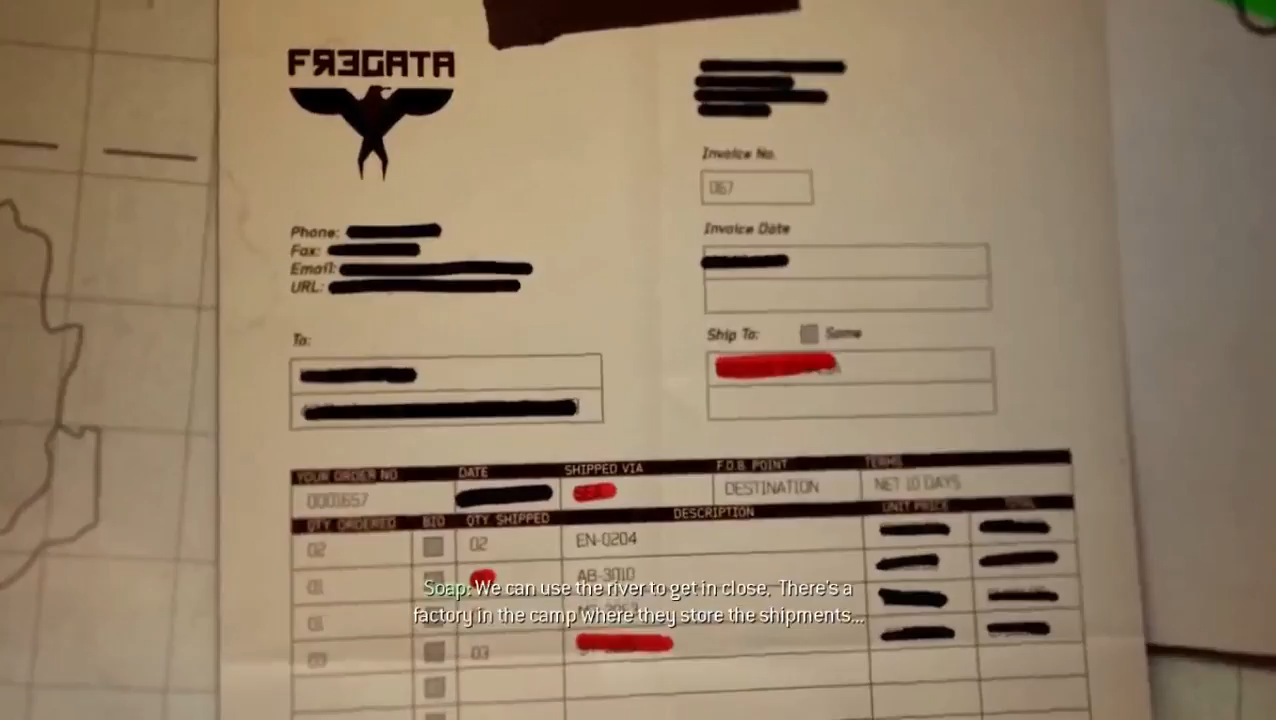 FЯEGATA
Invoice No.
067
Invoice Date
Phone:
Fax:
Email:
URL:
To:
Ship To: Same
YOUR ORDER NO DATE SHIPPED VIA F.O.B. POINT TERMS
0001657 DESTINATION NET 10 DAYS
QTY ORDERED BID QTY SHIPPED DESCRIPTION UNIT PRICE TOTAL
02 02 EN-0204
01 AB-3010
Soap: We can use the river to get in close. There's a
factory in the camp where they store the shipments...
03 03